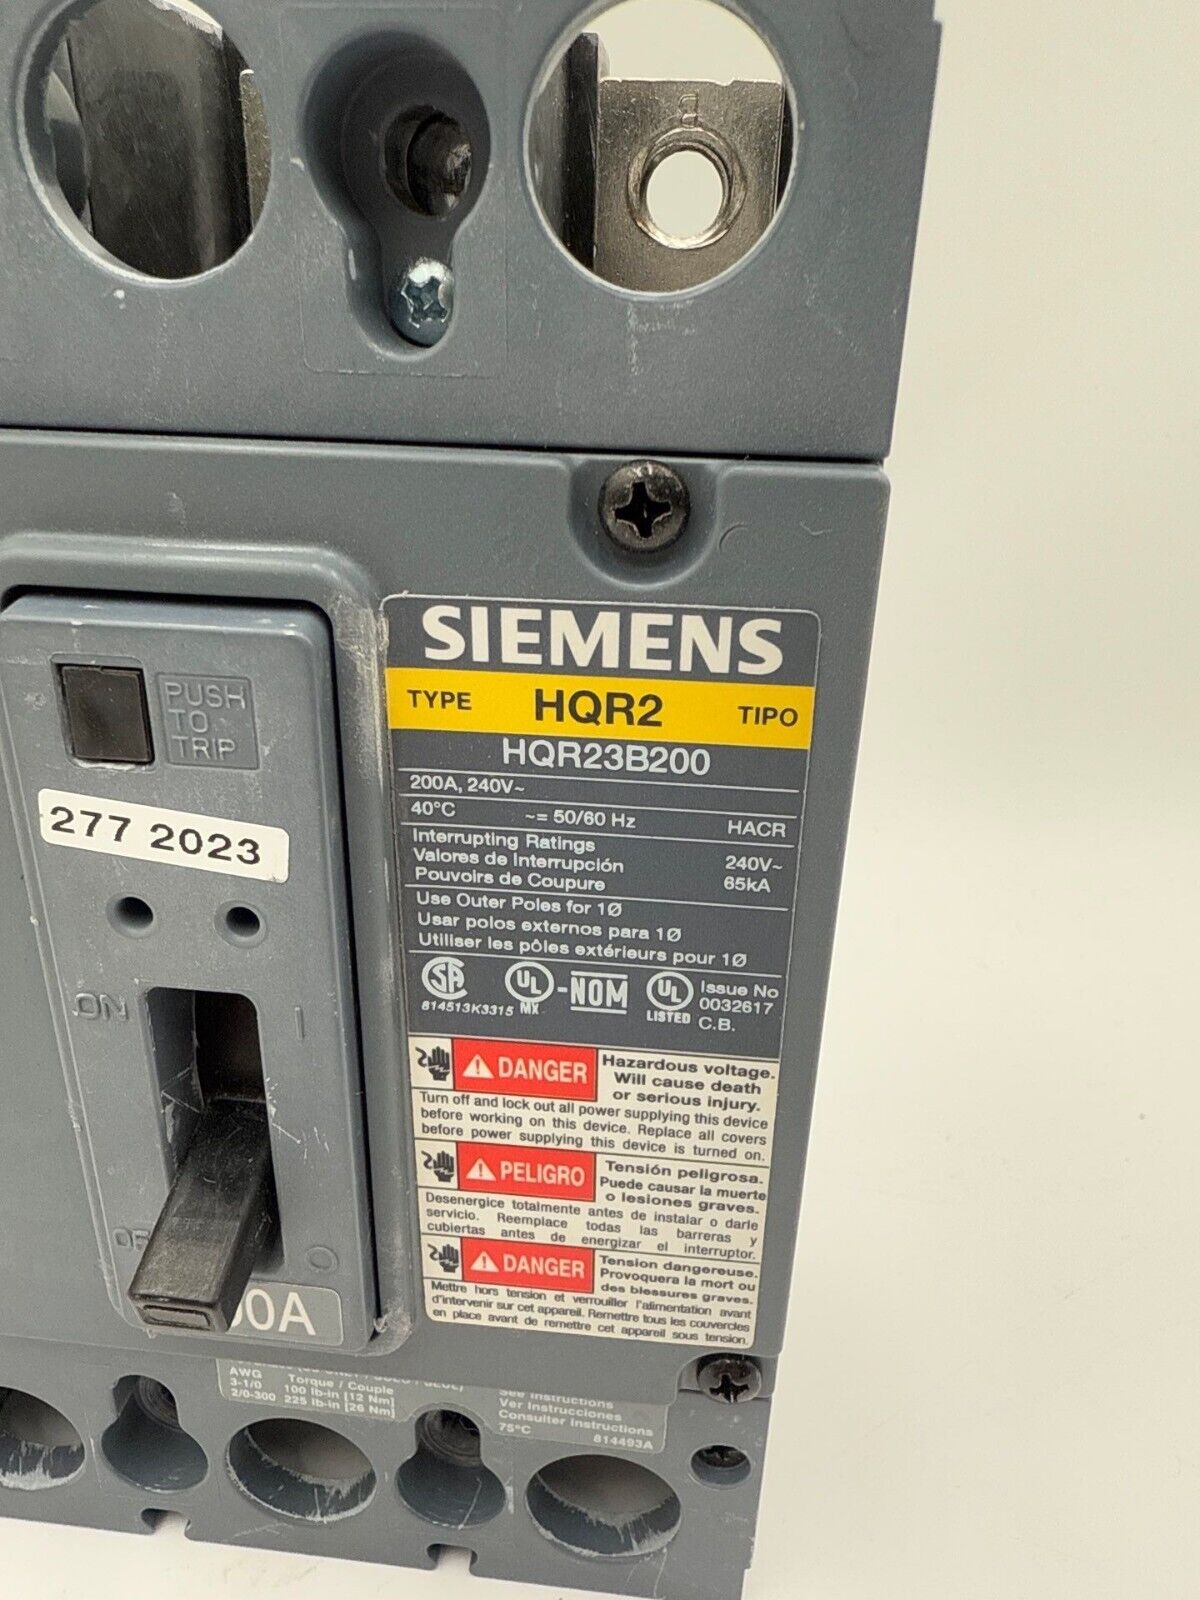 B
SIEMENS
TYPE HQR2 TIPO
HQR23B200
200A, 240V~
40°C ~= 50/60 Hz HACR
Interrupting Ratings
Valores de Interrupción 240V~
Pouvoirs de Coupure 65kA
Use Outer Poles for 1Ø
Usar polos externos para 1Ø
Utiliser les pôles extérieurs pour 1Ø
SA UL - NOM UL Issue No
814513K3315 MX LISTED 0032617
C.B.
DANGER Hazardous voltage.
Will cause death
or serious injury.
Turn off and lock out all power supplying this device
before working on this device. Replace all covers
before power supplying this device is turned on.
PELIGRO Tensión peligrosa.
Puede causar la muerte
o lesiones graves.
Desenergice totalmente antes de instalar o darle
servicio. Reemplace todas las barreras y
cubiertas antes de energizar el interruptor.
DANGER Tension dangereuse.
Provoquera la mort ou
des blessures graves.
Mettre hors tension et verrouiller l'alimentation avant
d'intervenir sur cet appareil. Remettre tous les couvercles
en place avant de remettre cet appareil sous tension.
PUSH
TO
TRIP
277 2023
ON I
O
0A
AWG Torque / Couple
3-1/0 100 lb-in [12 Nm]
2/0-300 225 lb-in [26 Nm]
See Instructions
Ver Instrucciones
Consulter Instructions
75°C 814493A